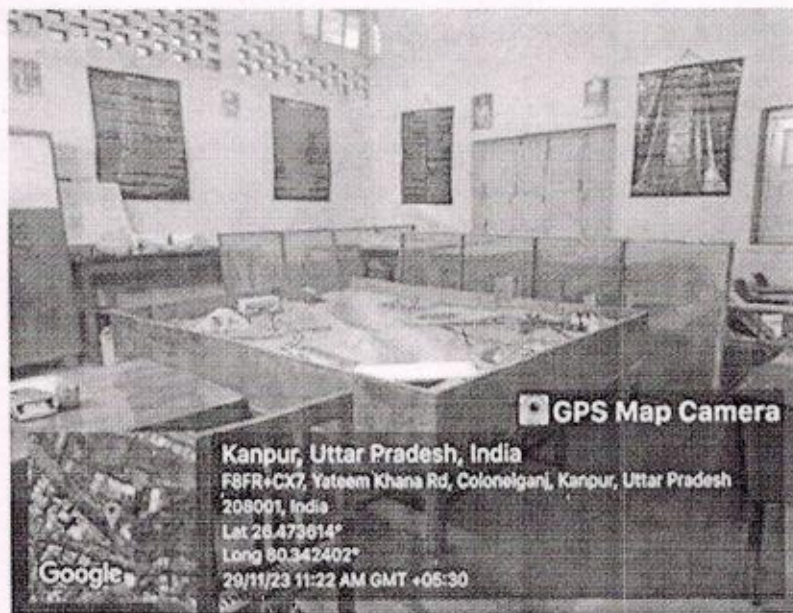 GPS Map Camera
Kanpur, Uttar Pradesh, India
F8FR+CX7, Yateem Khana Rd, Colonelganj, Kanpur, Uttar Pradesh
208001, India
Lat 26.473614°
Long 80.342402°
29/11/23 11:22 AM GMT +05:30
Google